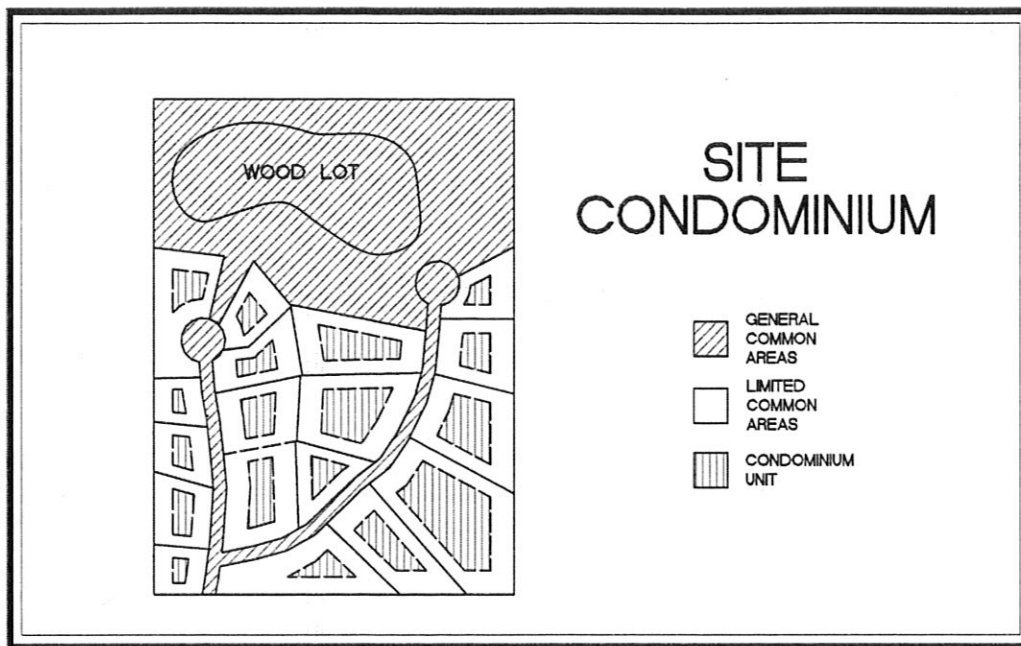 WOOD LOT
SITE
CONDOMINIUM
GENERAL
COMMON
AREAS
LIMITED
COMMON
AREAS
CONDOMINIUM
UNIT